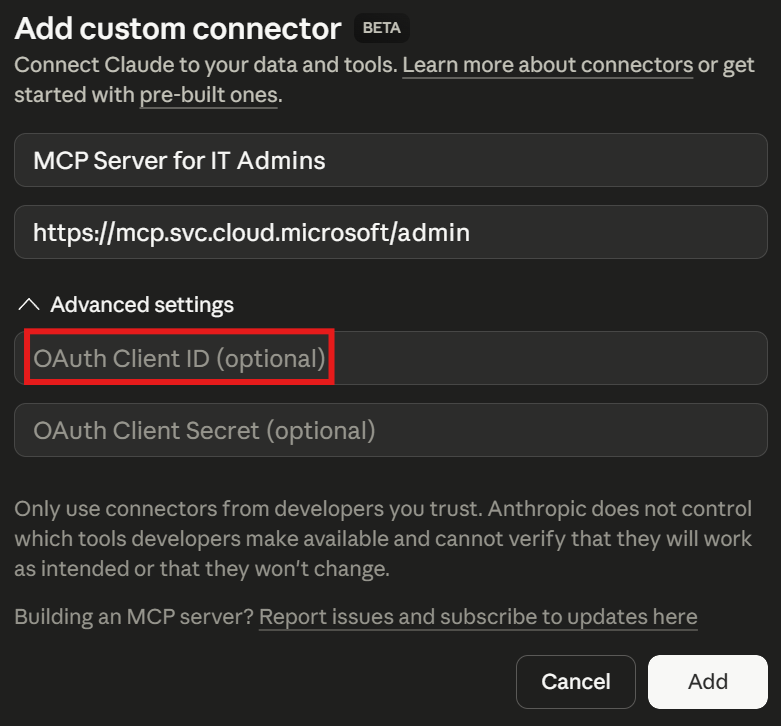 Add custom connector BETA
Connect Claude to your data and tools. Learn more about connectors or get
started with pre-built ones.
MCP Server for IT Admins
https://mcp.svc.cloud.microsoft/admin
Advanced settings
OAuth Client ID (optional)
OAuth Client Secret (optional)
Only use connectors from developers you trust. Anthropic does not control
which tools developers make available and cannot verify that they will work
as intended or that they won't change.
Building an MCP server? Report issues and subscribe to updates here
Cancel Add